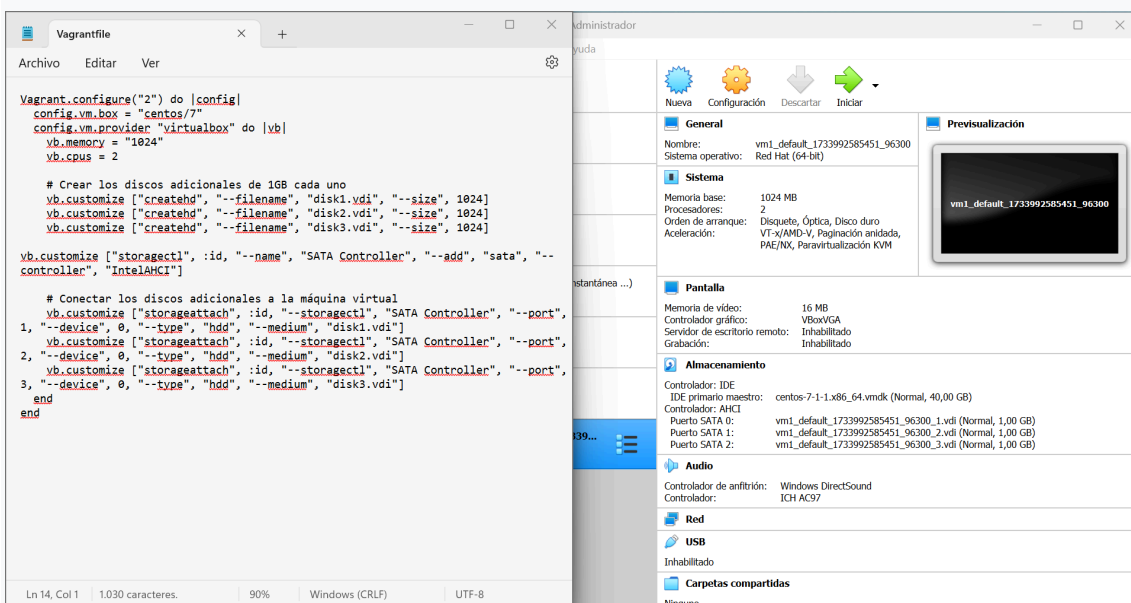 Vagrantfile
Archivo Editar Ver
Vagrant.configure("2") do |config|
config.vm.box = "centos/7"
config.vm.provider "virtualbox" do |vb|
vb.memory = "1024"
vb.cpus = 2
# Crear los discos adicionales de 1GB cada uno
vb.customize ["createhd", "--filename", "disk1.vdi", "--size", 1024]
vb.customize ["createhd", "--filename", "disk2.vdi", "--size", 1024]
vb.customize ["createhd", "--filename", "disk3.vdi", "--size", 1024]
vb.customize ["storagectl", :id, "--name", "SATA Controller", "--add", "sata", "--
controller", "IntelAHCI"]
# Conectar los discos adicionales a la máquina virtual
vb.customize ["storageattach", :id, "--storagectl", "SATA Controller", "--port",
1, "--device", 0, "--type", "hdd", "--medium", "disk1.vdi"]
vb.customize ["storageattach", :id, "--storagectl", "SATA Controller", "--port",
2, "--device", 0, "--type", "hdd", "--medium", "disk2.vdi"]
vb.customize ["storageattach", :id, "--storagectl", "SATA Controller", "--port",
3, "--device", 0, "--type", "hdd", "--medium", "disk3.vdi"]
end
end
Ln 14, Col 1 1.030 caracteres. 90% Windows (CRLF) UTF-8
Administrador
yuda
nstantánea ...)
339...
Nueva Configuración Descartar Iniciar
General
Nombre: vm1_default_1733992585451_96300
Sistema operativo: Red Hat (64-bit)
Sistema
Memoria base: 1024 MB
Procesadores: 2
Orden de arranque: Disquete, Óptica, Disco duro
Aceleración: VT-x/AMD-V, Paginación anidada,
PAE/NX, Paravirtualización KVM
Previsualización
vm1_default_1733992585451_96300
Pantalla
Memoria de vídeo: 16 MB
Controlador gráfico: VBoxVGA
Servidor de escritorio remoto: Inhabilitado
Grabación: Inhabilitado
Almacenamiento
Controlador: IDE
IDE primario maestro: centos-7-1-1.x86_64.vmdk (Normal, 40,00 GB)
Controlador: AHCI
Puerto SATA 0: vm1_default_1733992585451_96300_1.vdi (Normal, 1,00 GB)
Puerto SATA 1: vm1_default_1733992585451_96300_2.vdi (Normal, 1,00 GB)
Puerto SATA 2: vm1_default_1733992585451_96300_3.vdi (Normal, 1,00 GB)
Audio
Controlador de anfitrión: Windows DirectSound
Controlador: ICH AC97
Red
USB
Inhabilitado
Carpetas compartidas
Ninguno